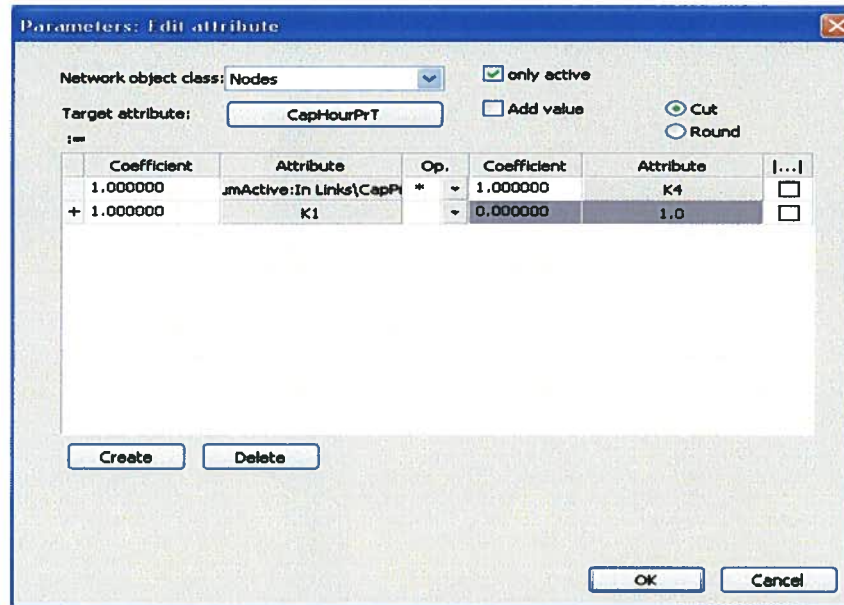 Parameters: Edit attribute
Network object class: Nodes only active
Target attribute: CapHourPrT Add value Cut
:= Round
Coefficient Attribute Op. Coefficient Attribute |...|
1.000000 umActive:In Links\CapPr * 1.000000 K4
+ 1.000000 K1 0.000000 1.0
Create Delete
OK Cancel